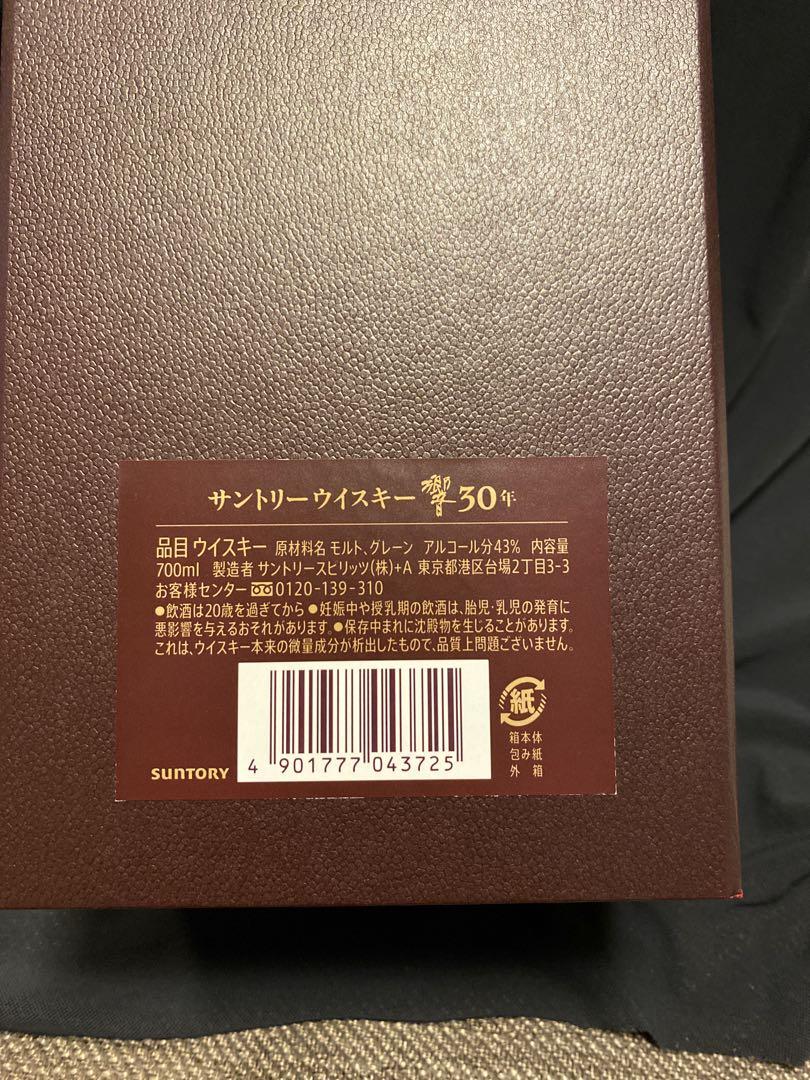 サントリーウイスキー 響 30年
品目 ウイスキー 原材料名 モルト、グレーン アルコール分43% 内容量
700ml 製造者 サントリースピリッツ(株)+A 東京都港区台場2丁目3-3
お客様センター 0120-139-310
●飲酒は20歳を過ぎてから ●妊娠中や授乳期の飲酒は、胎児・乳児の発育に
悪影響を与えるおそれがあります。●保存中まれに沈殿物を生じることがあります。
これは、ウイスキー本来の微量成分が析出したもので、品質上問題ございません。
紙
箱本体
包み紙
外箱
SUNTORY
4 901777 043725